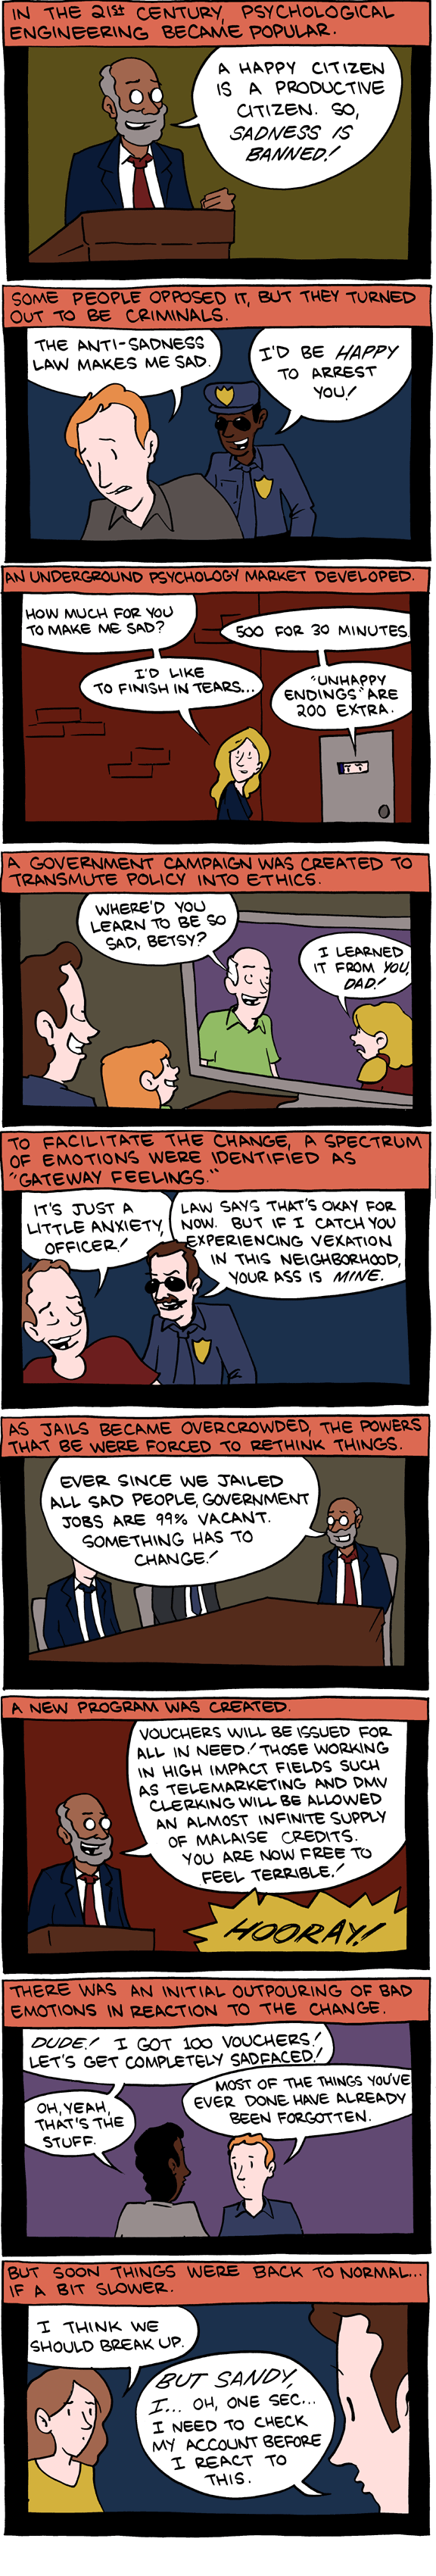 IN THE 21st CENTURY, PSYCHOLOGICAL
ENGINEERING BECAME POPULAR.
A HAPPY CITIZEN
IS A PRODUCTIVE
CITIZEN. SO,
SADNESS IS
BANNED!
SOME PEOPLE OPPOSED IT, BUT THEY TURNED
OUT TO BE CRIMINALS.
THE ANTI-SADNESS
LAW MAKES ME SAD.
I'D BE HAPPY
TO ARREST
YOU!
AN UNDERGROUND PSYCHOLOGY MARKET DEVELOPED.
HOW MUCH FOR YOU
TO MAKE ME SAD?
500 FOR 30 MINUTES.
I'D LIKE
TO FINISH IN TEARS...
"UNHAPPY
ENDINGS" ARE
200 EXTRA.
A GOVERNMENT CAMPAIGN WAS CREATED TO
TRANSMUTE POLICY INTO ETHICS.
WHERE'D YOU
LEARN TO BE SO
SAD, BETSY?
I LEARNED
IT FROM YOU,
DAD!
TO FACILITATE THE CHANGE, A SPECTRUM
OF EMOTIONS WERE IDENTIFIED AS
"GATEWAY FEELINGS."
IT'S JUST A
LITTLE ANXIETY,
OFFICER!
LAW SAYS THAT'S OKAY FOR
NOW. BUT IF I CATCH YOU
EXPERIENCING VEXATION
IN THIS NEIGHBORHOOD,
YOUR ASS IS MINE.
AS JAILS BECAME OVERCROWDED, THE POWERS
THAT BE WERE FORCED TO RETHINK THINGS.
EVER SINCE WE JAILED
ALL SAD PEOPLE, GOVERNMENT
JOBS ARE 99% VACANT.
SOMETHING HAS TO
CHANGE!
A NEW PROGRAM WAS CREATED.
VOUCHERS WILL BE ISSUED FOR
ALL IN NEED! THOSE WORKING
IN HIGH IMPACT FIELDS SUCH
AS TELEMARKETING AND DMV
CLERKING WILL BE ALLOWED
AN ALMOST INFINITE SUPPLY
OF MALAISE CREDITS.
YOU ARE NOW FREE TO
FEEL TERRIBLE!
HOORAY!
THERE WAS AN INITIAL OUTPOURING OF BAD
EMOTIONS IN REACTION TO THE CHANGE.
DUDE! I GOT 100 VOUCHERS!
LET'S GET COMPLETELY SADFACED!
MOST OF THE THINGS YOU'VE
EVER DONE HAVE ALREADY
BEEN FORGOTTEN.
OH, YEAH,
THAT'S THE
STUFF.
BUT SOON THINGS WERE BACK TO NORMAL...
IF A BIT SLOWER.
I THINK WE
SHOULD BREAK UP.
BUT SANDY,
I... OH, ONE SEC...
I NEED TO CHECK
MY ACCOUNT BEFORE
I REACT TO
THIS.